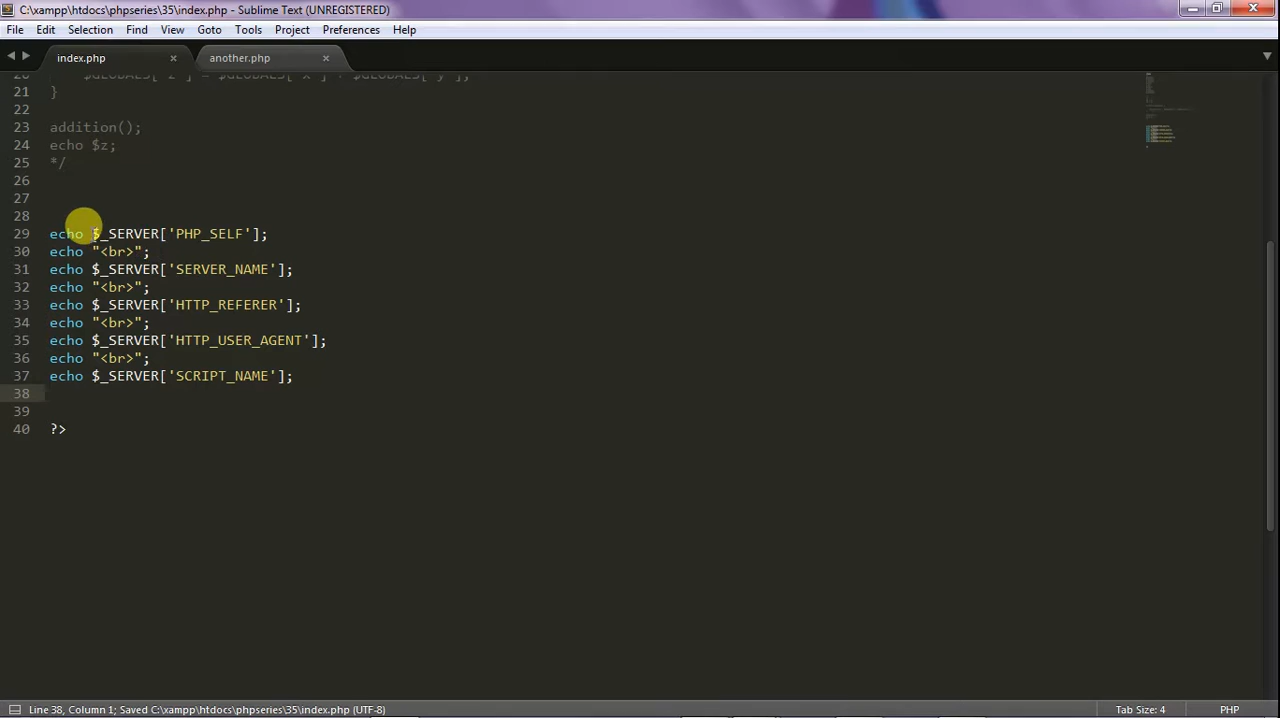 C:\xampp\htdocs\phpseries\35\index.php - Sublime Text (UNREGISTERED)
File Edit Selection Find View Goto Tools Project Preferences Help
index.php × another.php ×
20 $GLOBALS['z'] = $GLOBALS['x'] + $GLOBALS['y'];
21 }
22
23 addition();
24 echo $z;
25 */
26
27
28
29 echo $_SERVER['PHP_SELF'];
30 echo "<br>";
31 echo $_SERVER['SERVER_NAME'];
32 echo "<br>";
33 echo $_SERVER['HTTP_REFERER'];
34 echo "<br>";
35 echo $_SERVER['HTTP_USER_AGENT'];
36 echo "<br>";
37 echo $_SERVER['SCRIPT_NAME'];
38
39
40 ?>
Line 38, Column 1; Saved C:\xampp\htdocs\phpseries\35\index.php (UTF-8) Tab Size: 4 PHP